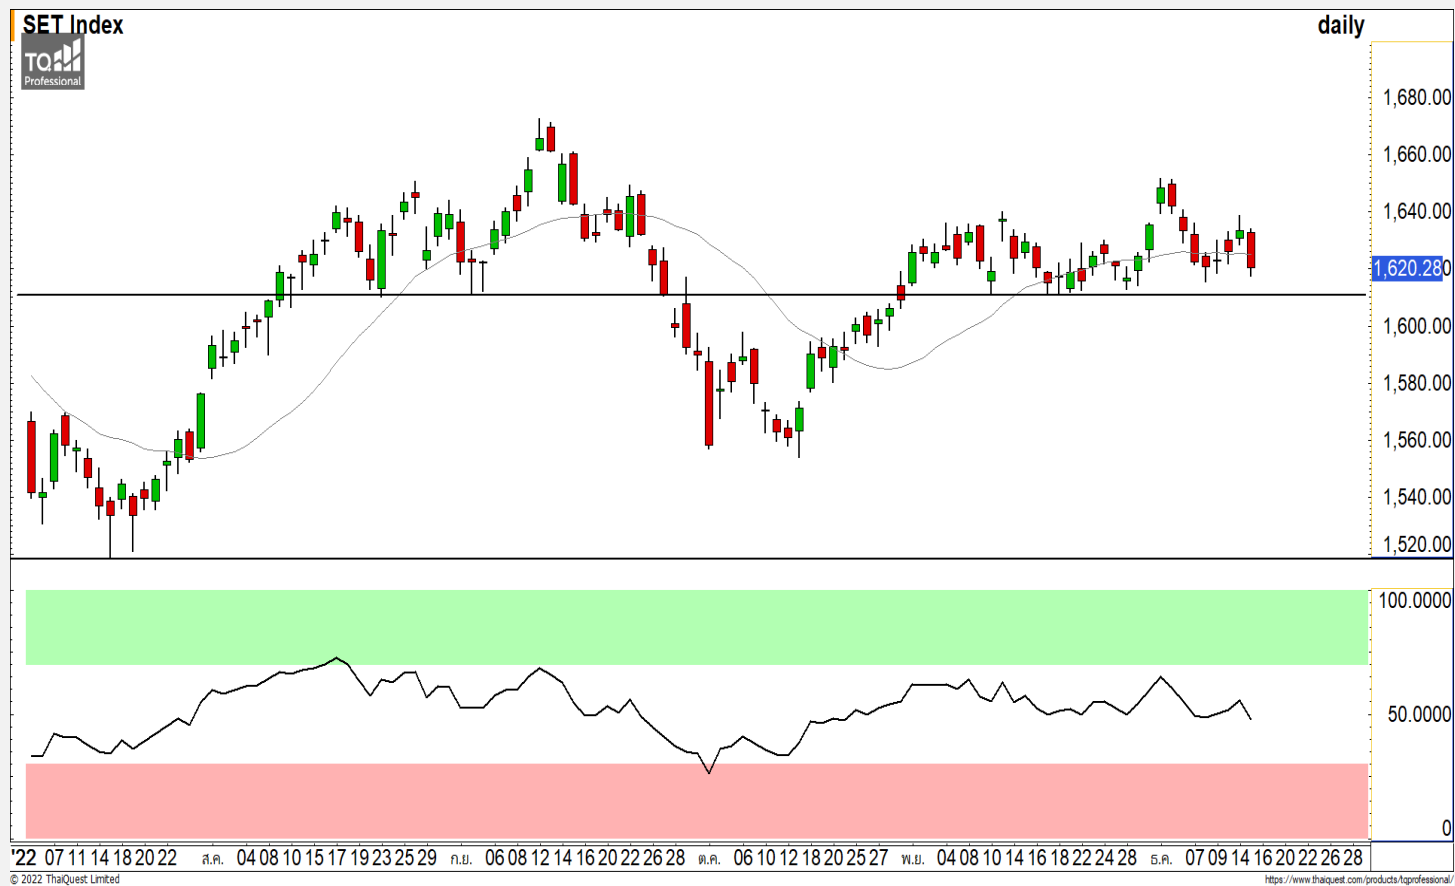 SET Index
daily
TQ
Professional
1,680.00
1,660.00
1,640.00
1,620.28
1,600.00
1,580.00
1,560.00
1,540.00
1,520.00
100.0000
50.0000
0
'22 07 11 14 18 20 22 ส.ค. 04 08 10 15 17 19 23 25 29 ก.ย. 06 08 12 14 16 20 22 26 28 ต.ค. 06 10 12 18 20 25 27 พ.ย. 04 08 10 14 16 18 22 24 28 ธ.ค. 07 09 14 16 20 22 26 28
© 2022 ThaiQuest Limited
https://www.thaiquest.com/products/tqprofessional/